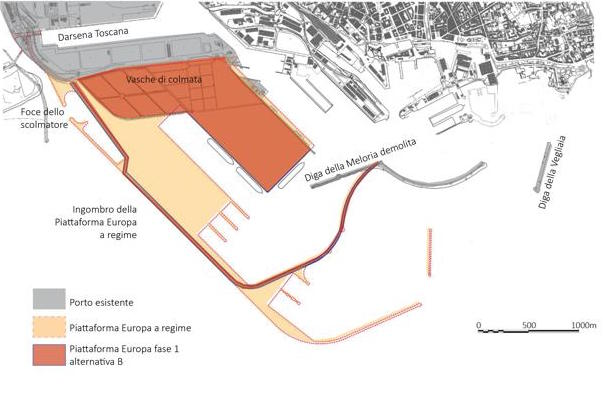 Darsena Toscana
Vasche di colmata
Foce dello
scolmatore
Diga della Meloria demolita
Diga della Vegliaia
Ingombro della
Piattaforma Europa
a regime
Porto esistente
Piattaforma Europa a regime
Piattaforma Europa fase 1
alternativa B
0 500 1000m